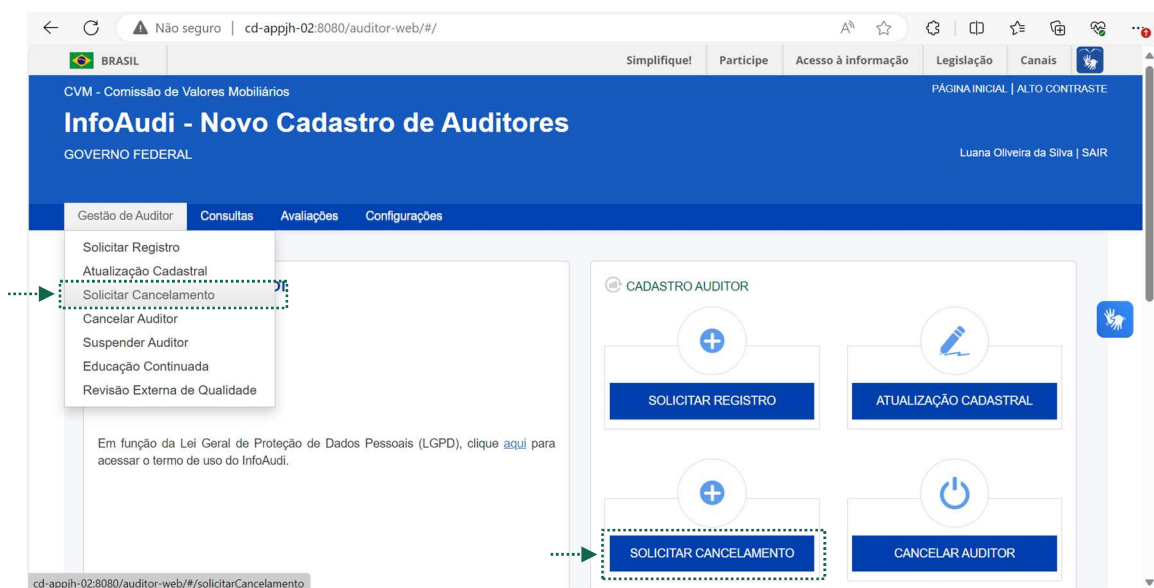 Não seguro | cd-appjh-02:8080/auditor-web/#/
BRASIL Simplifique! Participe Acesso à informação Legislação Canais
CVM - Comissão de Valores Mobiliários PÁGINA INICIAL | ALTO CONTRASTE
InfoAudi - Novo Cadastro de Auditores
GOVERNO FEDERAL Luana Oliveira da Silva | SAIR
Gestão de Auditor Consultas Avaliações Configurações
Solicitar Registro
Atualização Cadastral
Solicitar Cancelamento
Cancelar Auditor
Suspender Auditor
Educação Continuada
Revisão Externa de Qualidade
Em função da Lei Geral de Proteção de Dados Pessoais (LGPD), clique aqui para
acessar o termo de uso do InfoAudi.
CADASTRO AUDITOR
SOLICITAR REGISTRO ATUALIZAÇÃO CADASTRAL
SOLICITAR CANCELAMENTO CANCELAR AUDITOR
cd-appjh-02:8080/auditor-web/#/solicitarCancelamento